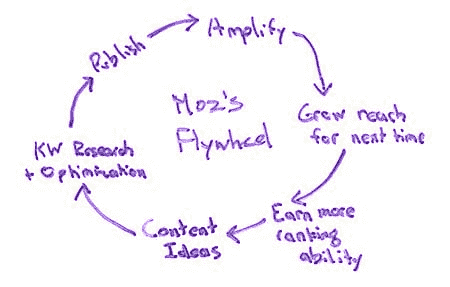 Moz's
Flywheel
Publish
Amplify
Grow reach
for next time
Earn more
ranking
ability
Content
Ideas
KW Research
+ Optimization